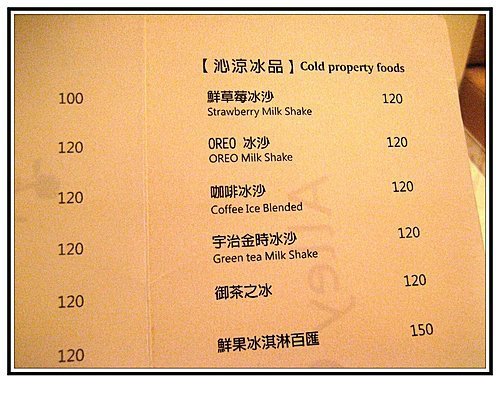 【沁涼冰品】Cold property foods
100
鮮草莓冰沙 120
Strawberry Milk Shake
120
OREO 冰沙 120
OREO Milk Shake
120
咖啡冰沙 120
Coffee Ice Blended
120
宇治金時冰沙 120
Green tea Milk Shake
120
御茶之冰 120
120
鮮果冰淇淋百匯 150
Alley